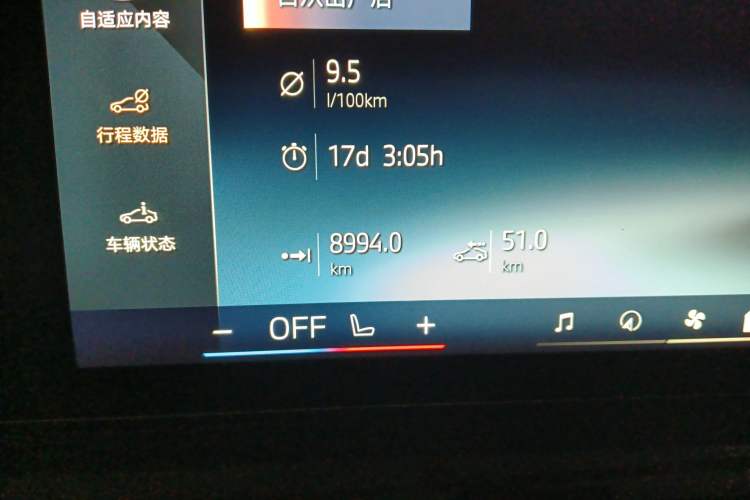 自适应内容
9.5
l/100km
行程数据
17d 3:05h
车辆状态
8994.0
km
51.0
km
− OFF +